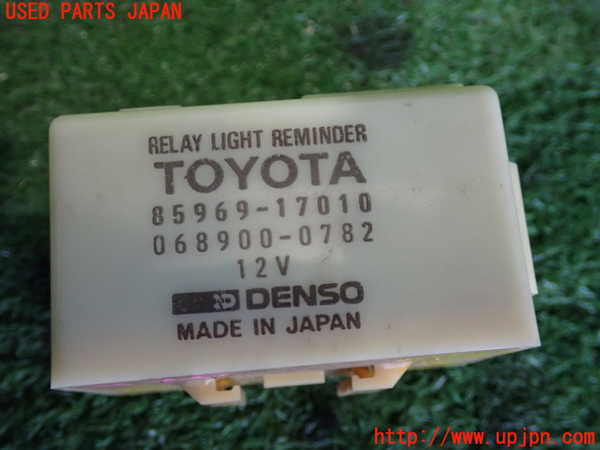 USED PARTS JAPAN
RELAY LIGHT REMINDER
TOYOTA
85969-17010
068900-0782
12V
ND DENSO
MADE IN JAPAN
http://www.upjpn.com/